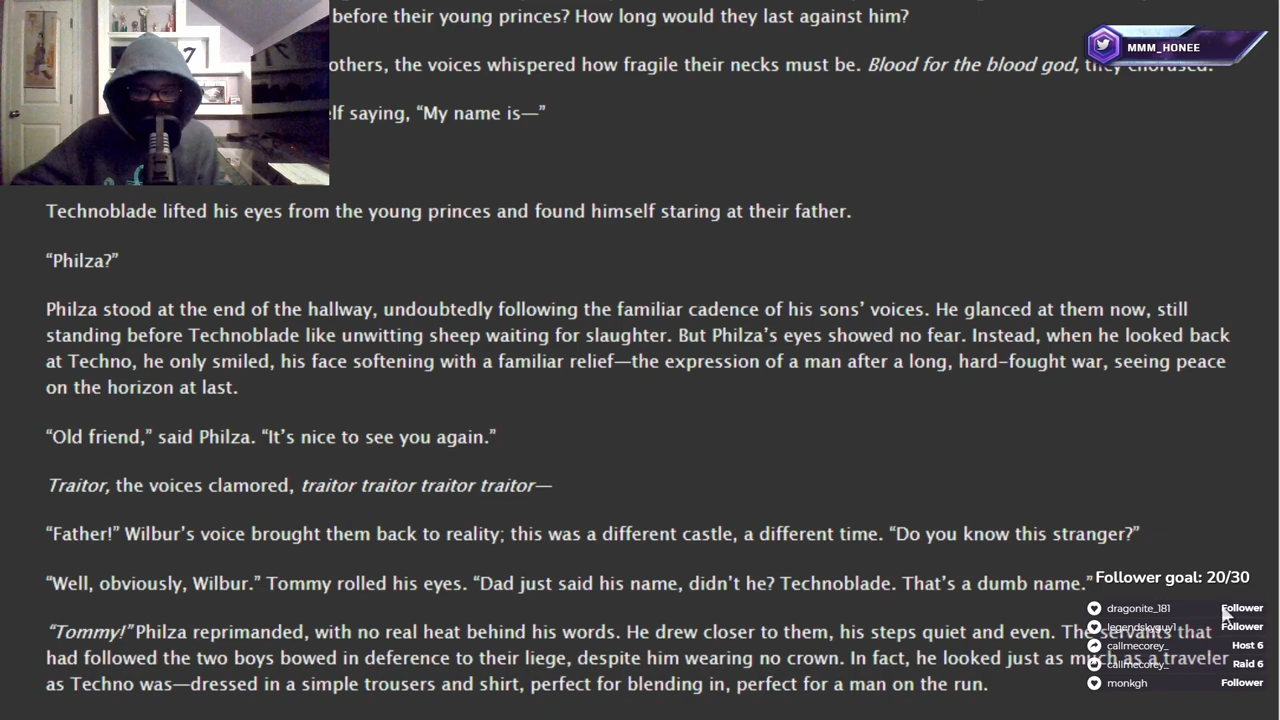 before their young princes? How long would they last against him?
MMM_HONEE
others, the voices whispered how fragile their necks must be. Blood for the blood god, they chorused.
elf saying, “My name is—”
Technoblade lifted his eyes from the young princes and found himself staring at their father.
“Philza?”
Philza stood at the end of the hallway, undoubtedly following the familiar cadence of his sons’ voices. He glanced at them now, still
standing before Technoblade like unwitting sheep waiting for slaughter. But Philza’s eyes showed no fear. Instead, when he looked back
at Techno, he only smiled, his face softening with a familiar relief—the expression of a man after a long, hard-fought war, seeing peace
on the horizon at last.
“Old friend,” said Philza. “It’s nice to see you again.”
Traitor, the voices clamored, traitor traitor traitor traitor—
“Father!” Wilbur’s voice brought them back to reality; this was a different castle, a different time. “Do you know this stranger?”
“Well, obviously, Wilbur.” Tommy rolled his eyes. “Dad just said his name, didn’t he? Technoblade. That’s a dumb name.”
“Tommy!” Philza reprimanded, with no real heat behind his words. He drew closer to them, his steps quiet and even. The servants that
had followed the two boys bowed in deference to their liege, despite him wearing no crown. In fact, he looked just as much as a traveler
as Techno was—dressed in a simple trousers and shirt, perfect for blending in, perfect for a man on the run.
Follower goal: 20/30
dragonite_181 Follower
legendskyguy1 Follower
callmecorey_ Host 6
callmecorey_ Raid 6
monkgh Follower